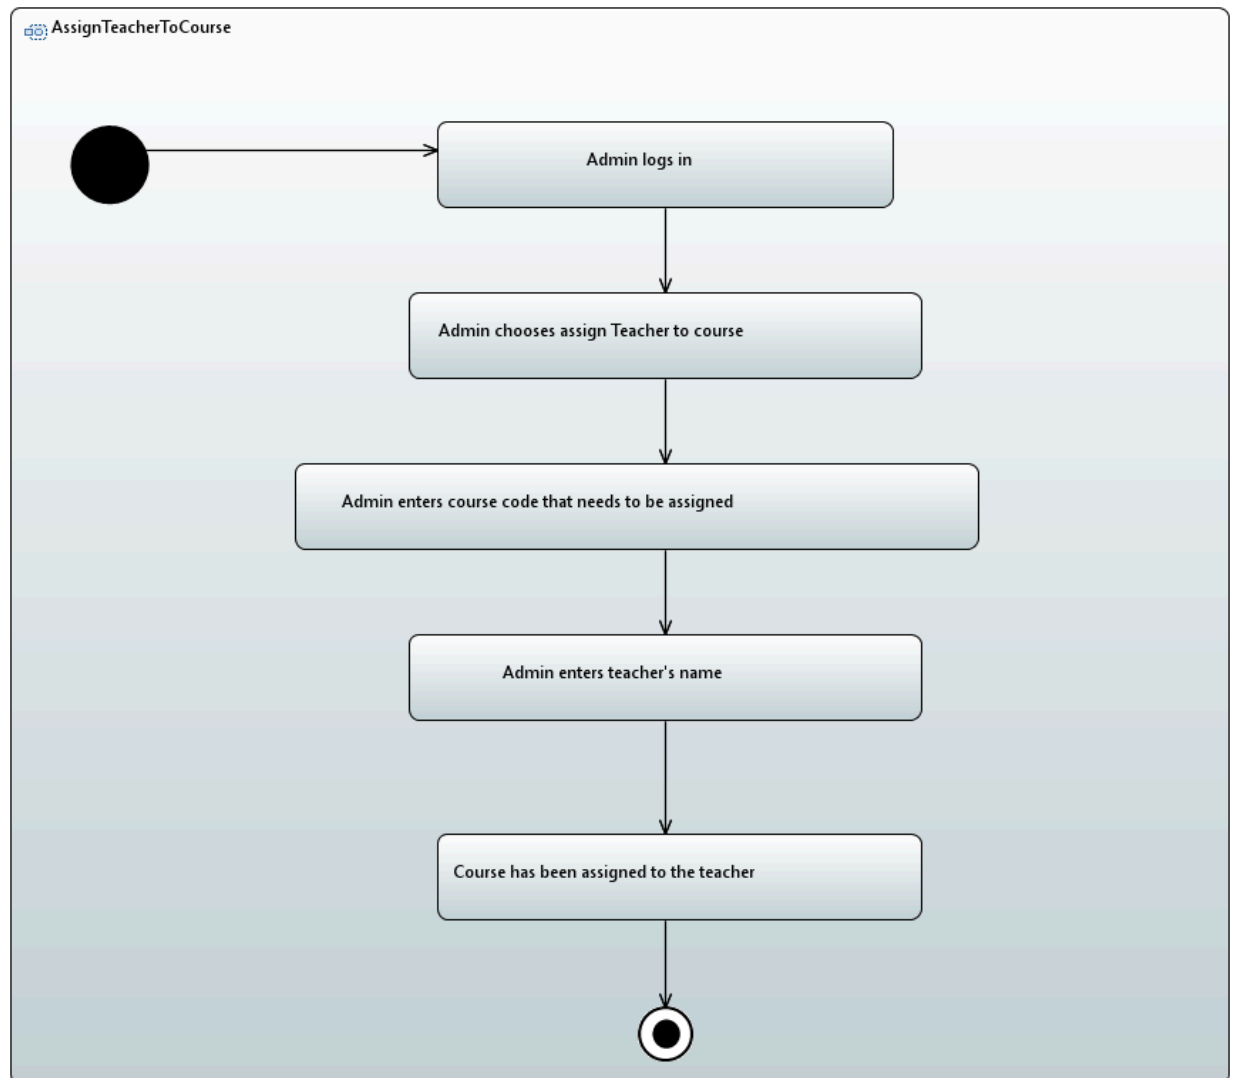 AssignTeacherToCourse
Admin logs in
Admin chooses assign Teacher to course
Admin enters course code that needs to be assigned
Admin enters teacher's name
Course has been assigned to the teacher